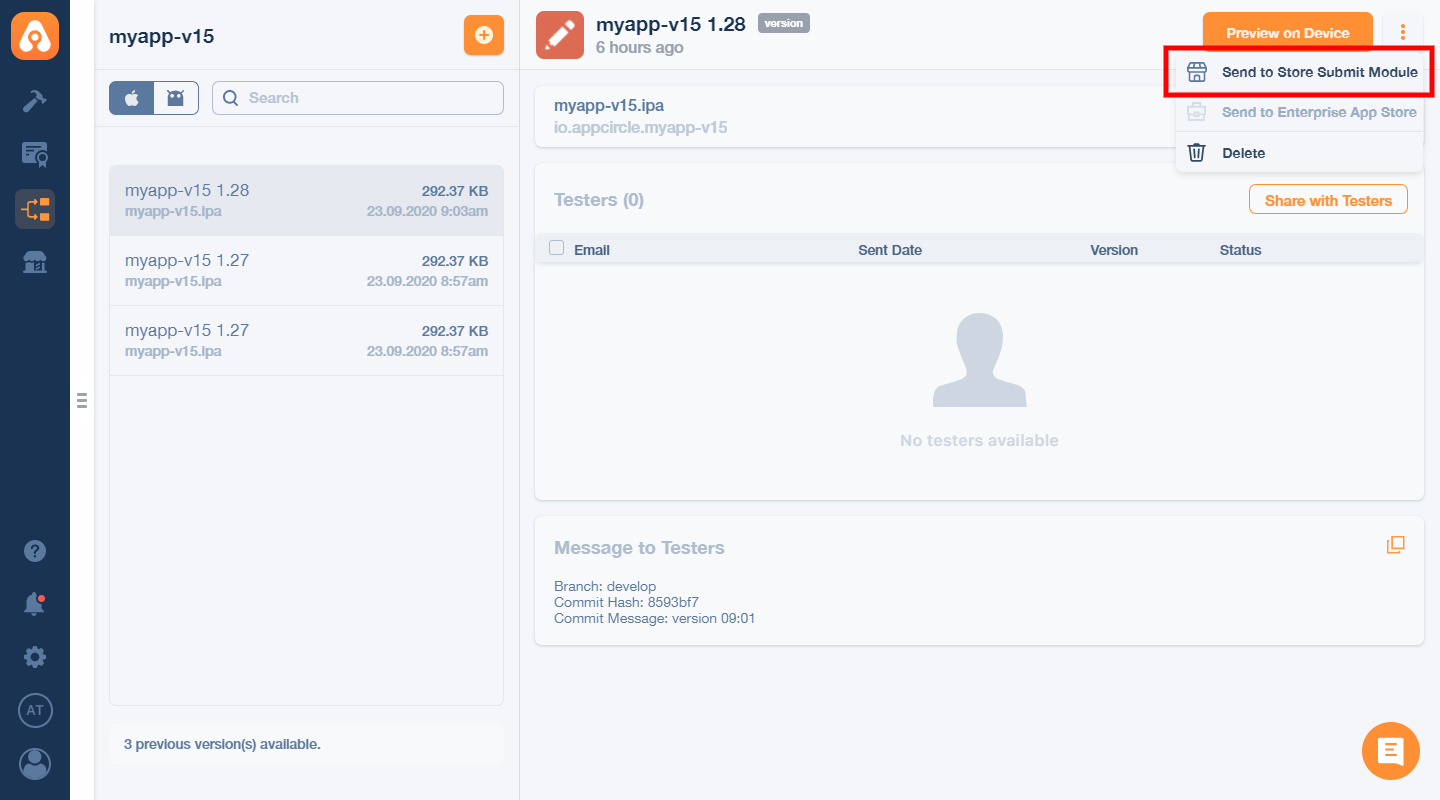 myapp-v15
Search
myapp-v15 1.28
292.37 KB
myapp-v15.ipa
23.09.2020 9:03am
myapp-v15 1.27
292.37 KB
myapp-v15.ipa
23.09.2020 8:57am
myapp-v15 1.27
292.37 KB
myapp-v15.ipa
23.09.2020 8:57am
3 previous version(s) available.
AT
myapp-v15 1.28
version
6 hours ago
Preview on Device
Send to Store Submit Module
Send to Enterprise App Store
Delete
myapp-v15.ipa
io.appcircle.myapp-v15
Testers (0)
Share with Testers
Email Sent Date Version Status
No testers available
Message to Testers
Branch: develop
Commit Hash: 8593bf7
Commit Message: version 09:01